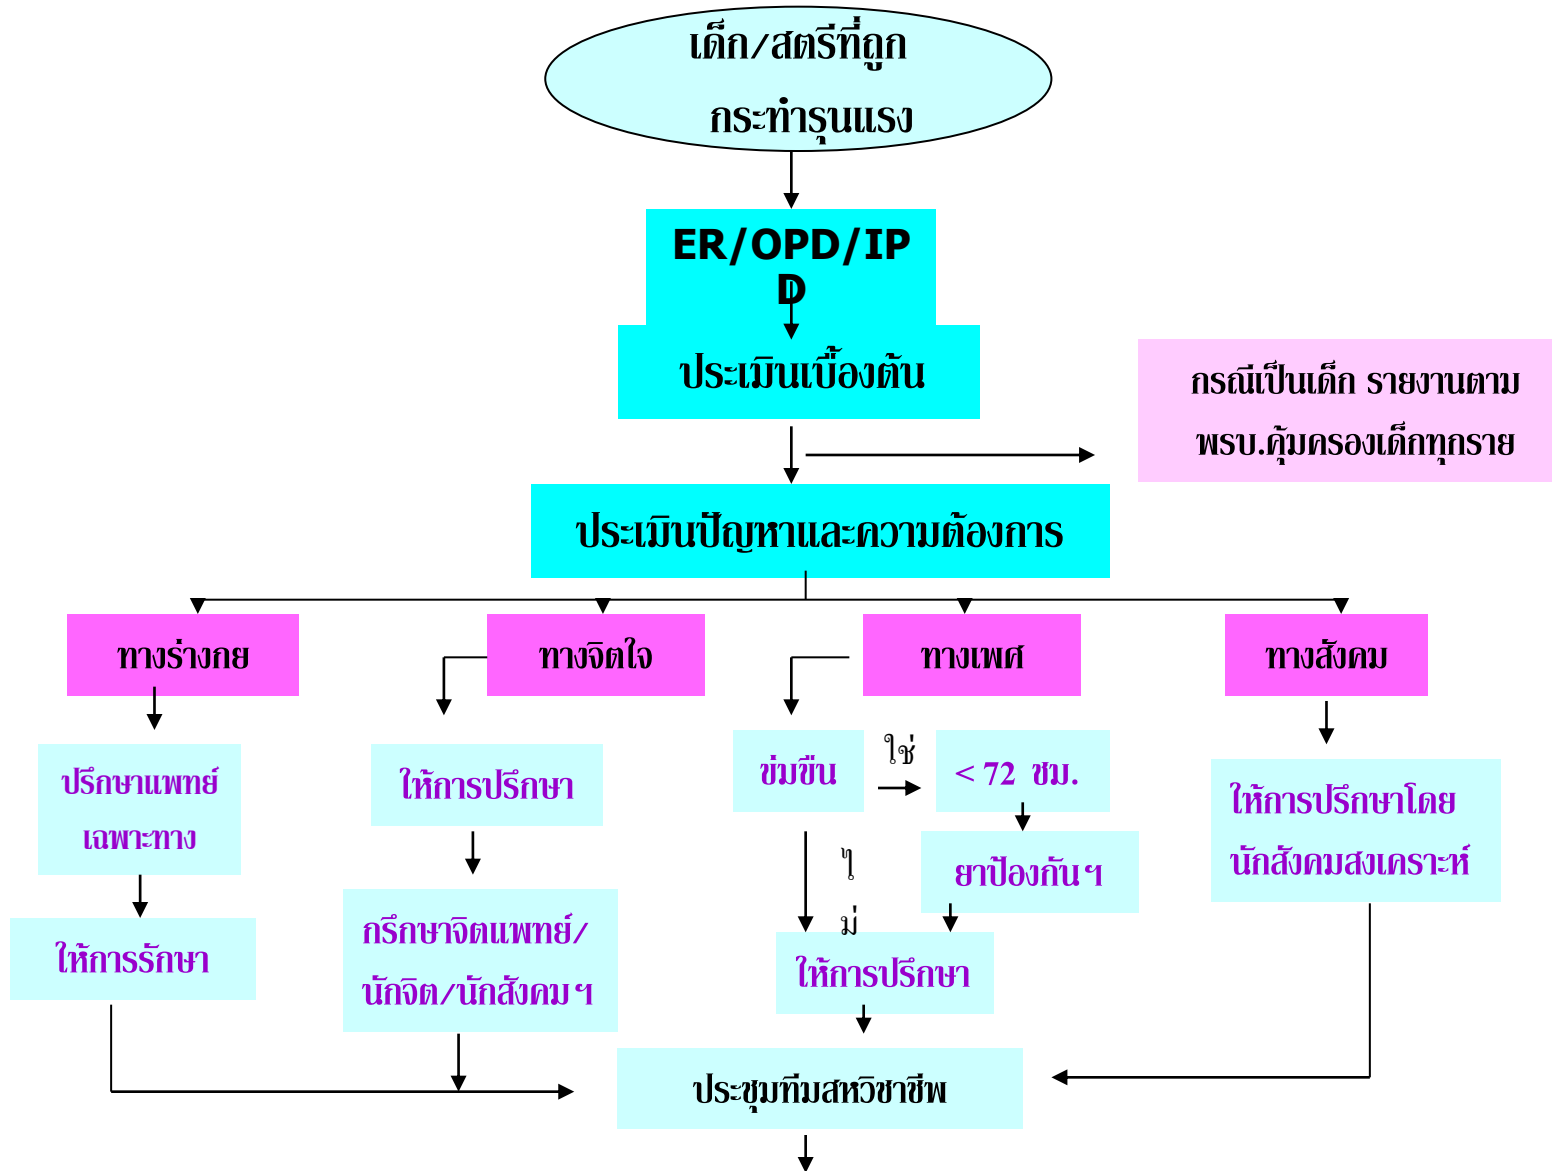 เด็ก/สตรีที่ถูก
กระทำรุนแรง
ER/OPD/IP
D
ประเมินเบื้องต้น
กรณีเป็นเด็ก รายงานตาม
พรบ.คุ้มครองเด็กทุกราย
ประเมินปัญหาและความต้องการ
ทางร่างกย
ทางจิตใจ
ทางเพศ
ทางสังคม
ปรึกษาแพทย์
เฉพาะทาง
ให้การปรึกษา
ข่มขืน
ใช่
< 72 ชม.
ให้การปรึกษาโดย
นักสังคมสงเคราะห์
ไ
ม่
ยาป้องกันฯ
ให้การรักษา
กรึกษาจิตแพทย์/
นักจิต/นักสังคมฯ
ให้การปรึกษา
ประชุมทีมสหวิชาชีพ